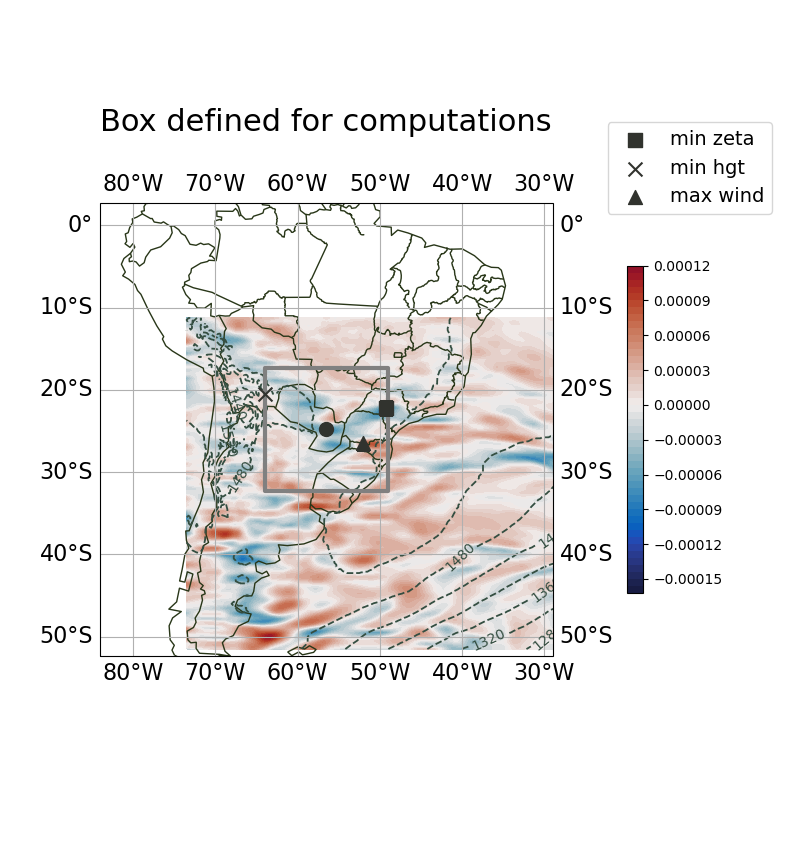 Box defined for computations
min zeta
min hgt
max wind
80°W 70°W 60°W 50°W 40°W 30°W
0° 0°
10°S 10°S
20°S 20°S
30°S 30°S
40°S 40°S
50°S 50°S
80°W 70°W 60°W 50°W 40°W 30°W
1480
1480
14
136
1320
128
0.00012
0.00009
0.00006
0.00003
0.00000
−0.00003
−0.00006
−0.00009
−0.00012
−0.00015